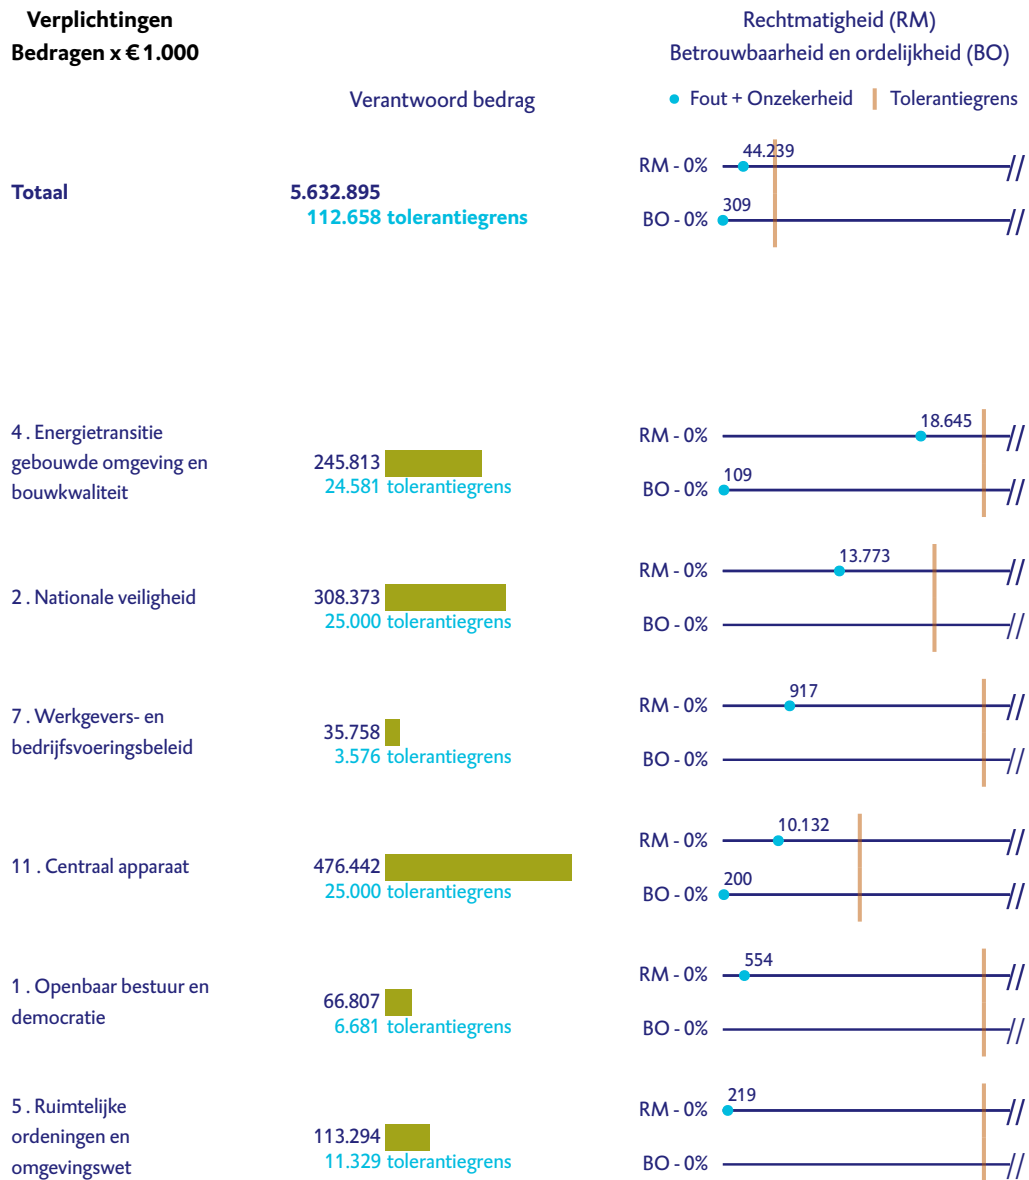 Verplichtingen
Bedragen x € 1.000
Rechtmatigheid (RM)
Betrouwbaarheid en ordelijkheid (BO)
Verantwoord bedrag
Fout + Onzekerheid
Tolerantiegrens
Totaal
5.632.895
112.658 tolerantiegrens
RM - 0%
44.239
BO - 0%
309
4 . Energietransitie
gebouwde omgeving en
bouwkwaliteit
245.813
24.581 tolerantiegrens
RM - 0%
18.645
BO - 0%
109
2 . Nationale veiligheid
308.373
25.000 tolerantiegrens
RM - 0%
13.773
BO - 0%
7 . Werkgevers- en
bedrijfsvoeringsbeleid
35.758
3.576 tolerantiegrens
RM - 0%
917
BO - 0%
11 . Centraal apparaat
476.442
25.000 tolerantiegrens
RM - 0%
10.132
BO - 0%
200
1 . Openbaar bestuur en
democratie
66.807
6.681 tolerantiegrens
RM - 0%
554
BO - 0%
5 . Ruimtelijke
ordeningen en
omgevingswet
113.294
11.329 tolerantiegrens
RM - 0%
219
BO - 0%